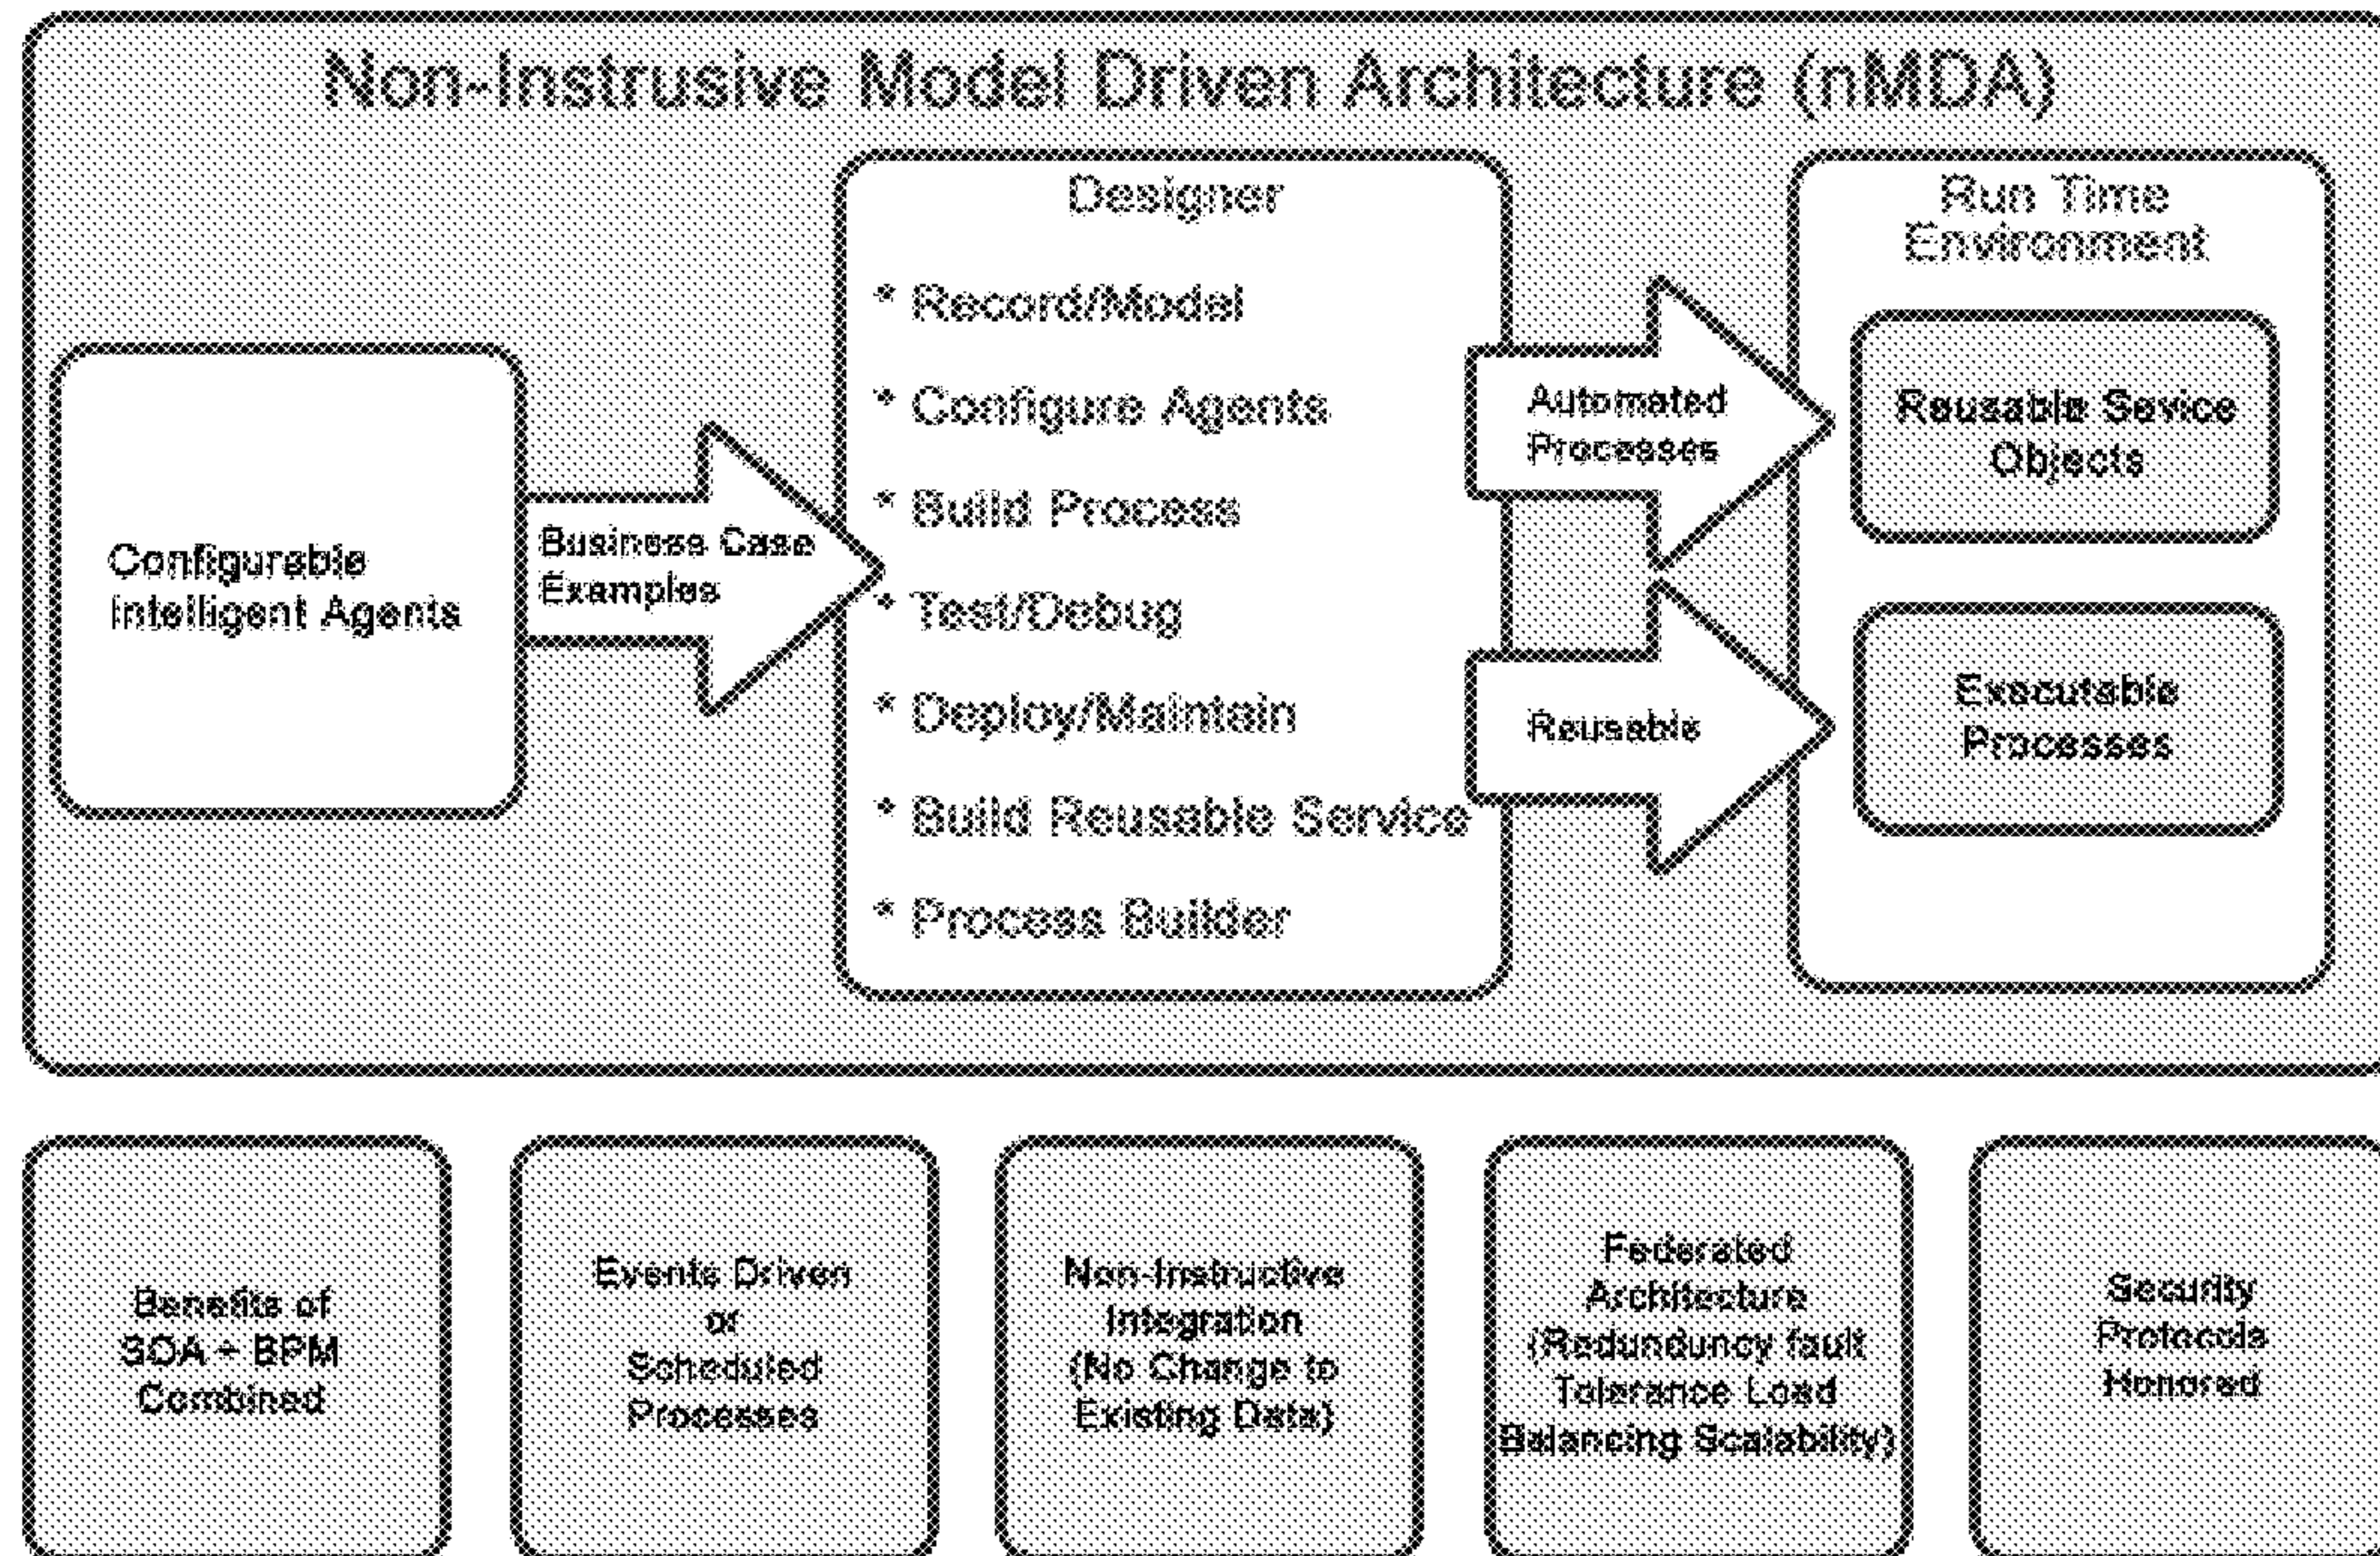 Non-Instrusive Model Driven Architecture (nMDA)
Configurable
Intelligent Agents
Business Case
Examples
Designer
* Record/Model
* Configure Agents
* Build Process
* Test/Debug
* Deploy/Maintain
* Build Reusable Service
* Process Builder
Automated
Processes
Reusable
Run Time
Environment
Reusable Sevice
Objects
Executable
Processes
Benefits of
SOA + BPM
Combined
Events Driven
or
Scheduled
Processes
Non-Instructive
Integration
(No Change to
Existing Data)
Federated
Architecture
(Redunduncy fault
Tolerance Load
Balancing Scalability)
Security
Protocols
Honored